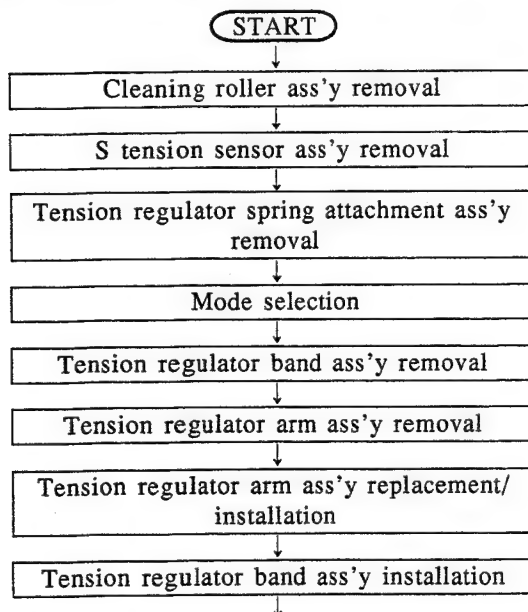 START
Cleaning roller ass'y removal
S tension sensor ass'y removal
Tension regulator spring attachment ass'y
removal
Mode selection
Tension regulator band ass'y removal
Tension regulator arm ass'y removal
Tension regulator arm ass'y replacement/
installation
Tension regulator band ass'y installation